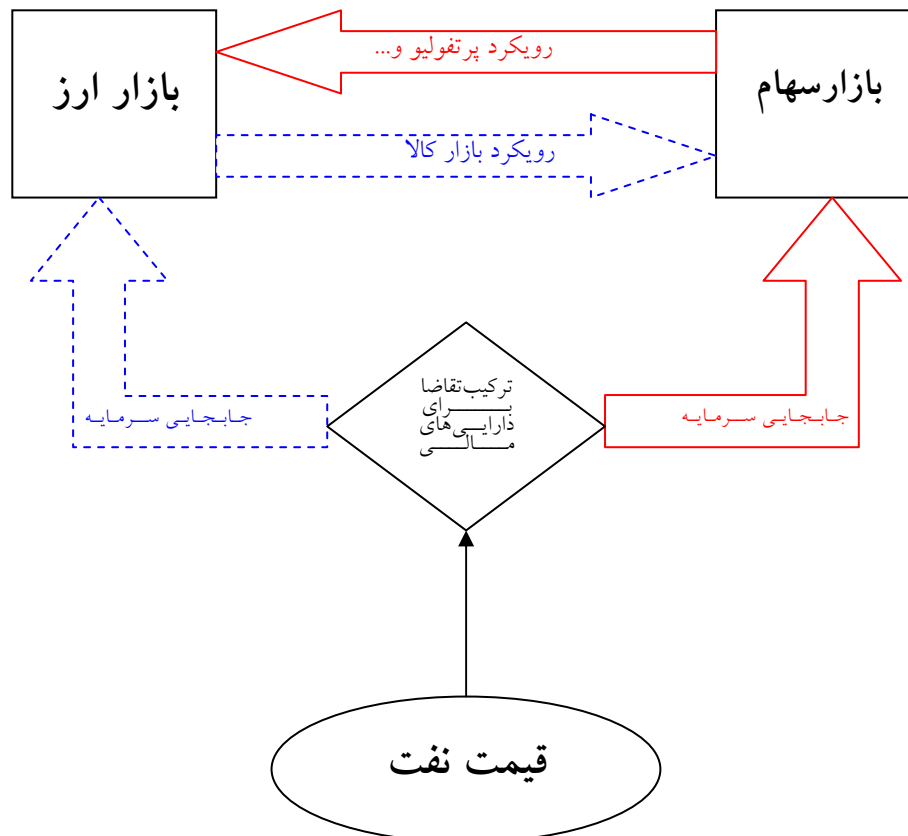 رویکرد پرتفولیو و...
بازارسهام
بازار ارز
رویکرد بازار کالا
ترکیب‌تقاضا
برای
دارایی‌های
مالی
جابجایی سرمایه
جابجایی سرمایه
قیمت نفت